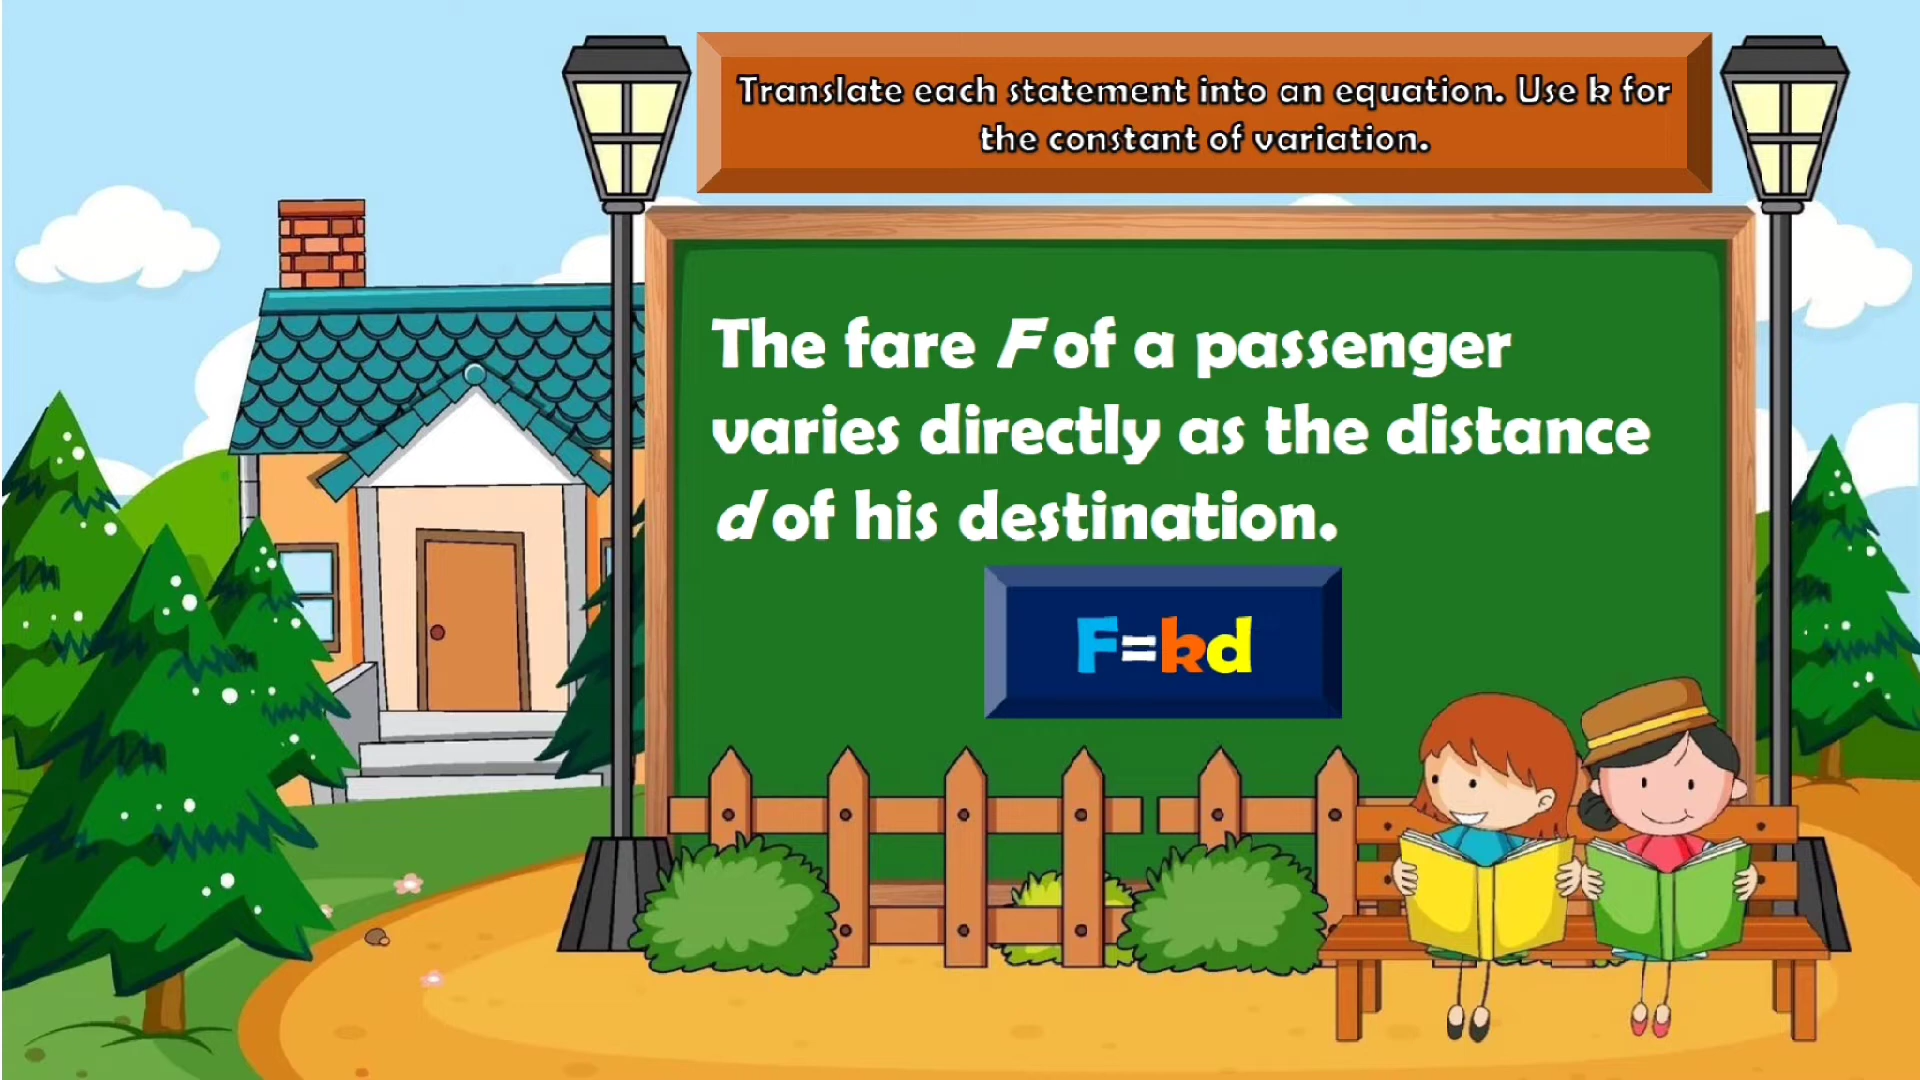 Translate each statement into an equation. Use k for
the constant of variation.
The fare F of a passenger
varies directly as the distance
d of his destination.
F=kd